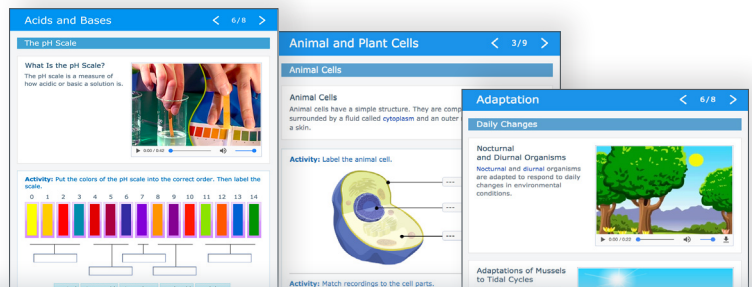 Acids and Bases
6/8
The pH Scale
What Is the pH Scale?
The pH scale is a measure of
how acidic or basic a solution is.
0:00 / 0:42
Activity: Put the colors of the pH scale into the correct order. Then label the
scale.
0 1 2 3 4 5 6 7 8 9 10 11 12 13 14
Animal and Plant Cells
3/9
Animal Cells
Animal Cells
Animal cells have a simple structure. They are comp
surrounded by a fluid called cytoplasm and an outer
a skin.
Activity: Label the animal cell.
---
---
---
Activity: Match recordings to the cell parts.
Adaptation
6/8
Daily Changes
Nocturnal
and Diurnal Organisms
Nocturnal and diurnal organisms
are adapted to respond to daily
changes in environmental
conditions.
0:00 / 0:20
Adaptations of Mussels
to Tidal Cycles